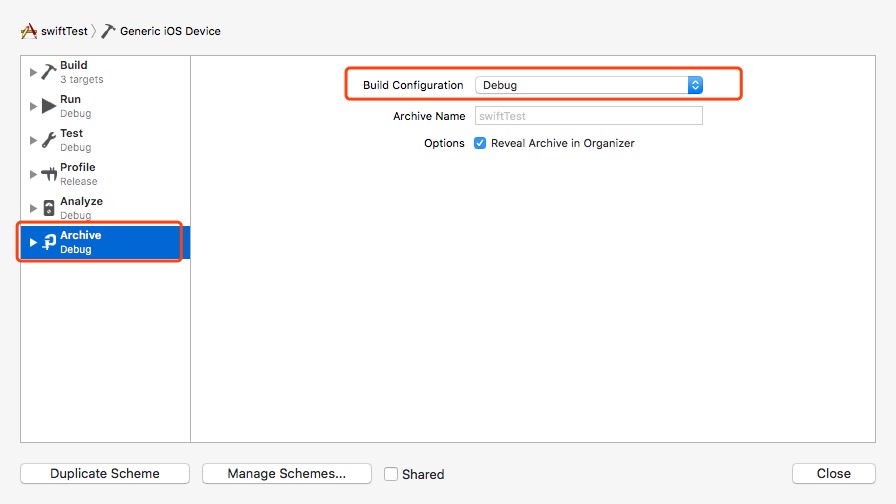 swiftTest Generic iOS Device
Build
3 targets
Run
Debug
Test
Debug
Profile
Release
Analyze
Debug
Archive
Debug
Build Configuration Debug
Archive Name swiftTest
Options Reveal Archive in Organizer
Duplicate Scheme Manage Schemes... Shared Close